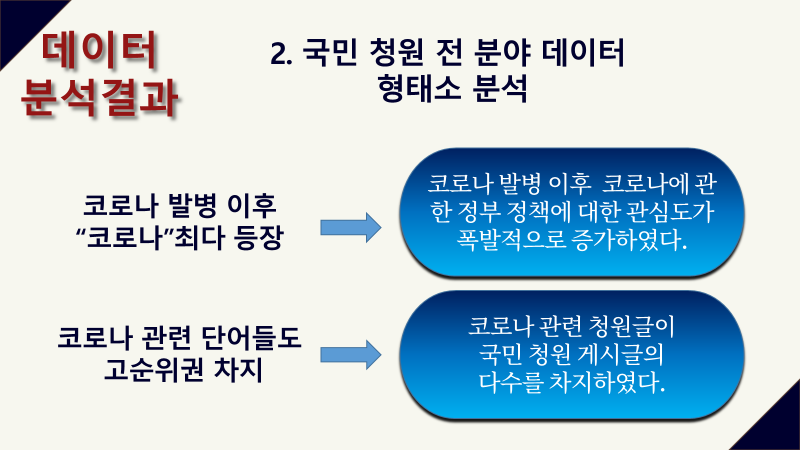 데이터
분석결과
2. 국민 청원 전 분야 데이터
형태소 분석
코로나 발병 이후
“코로나”최다 등장
코로나 발병 이후  코로나에 관
한 정부 정책에 대한 관심도가
폭발적으로 증가하였다.
코로나 관련 단어들도
고순위권 차지
코로나 관련 청원글이
국민 청원 게시글의
다수를 차지하였다.